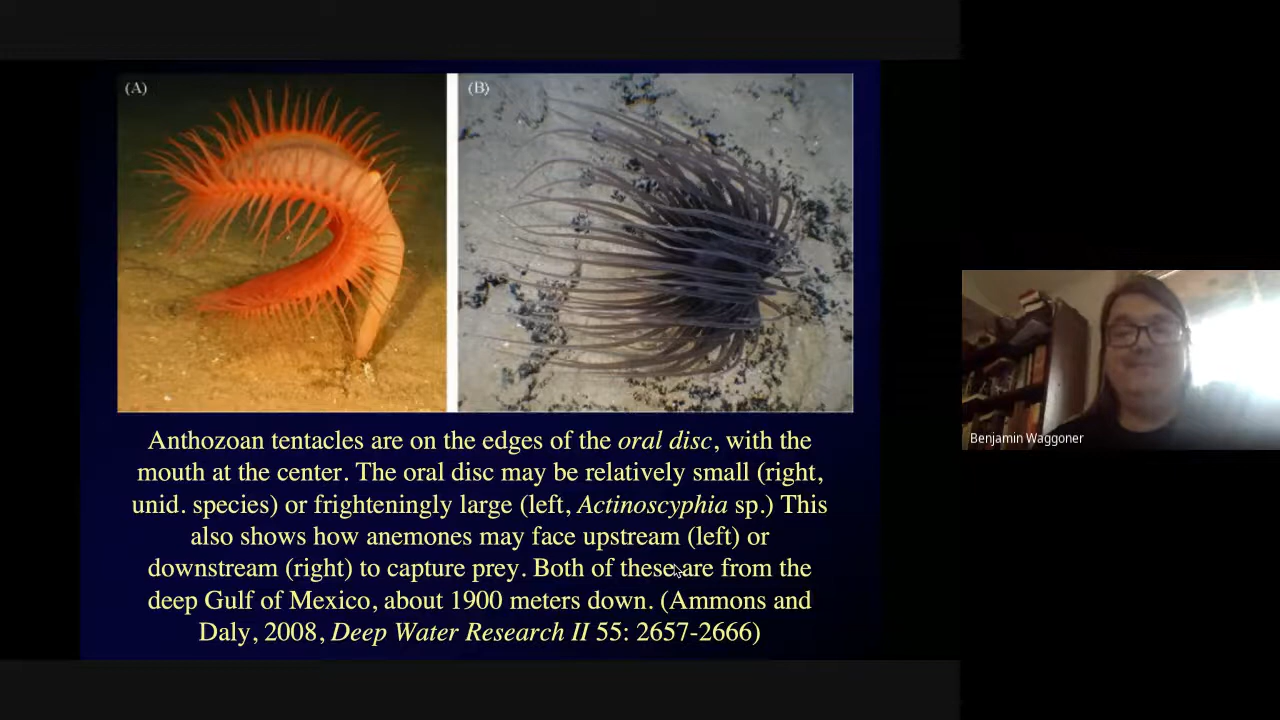 (A)
(B)
Anthozoan tentacles are on the edges of the oral disc, with the
mouth at the center. The oral disc may be relatively small (right,
unid. species) or frighteningly large (left, Actinoscyphia sp.) This
also shows how anemones may face upstream (left) or
downstream (right) to capture prey. Both of these are from the
deep Gulf of Mexico, about 1900 meters down. (Ammons and
Daly, 2008, Deep Water Research II 55: 2657-2666)
Benjamin Waggoner